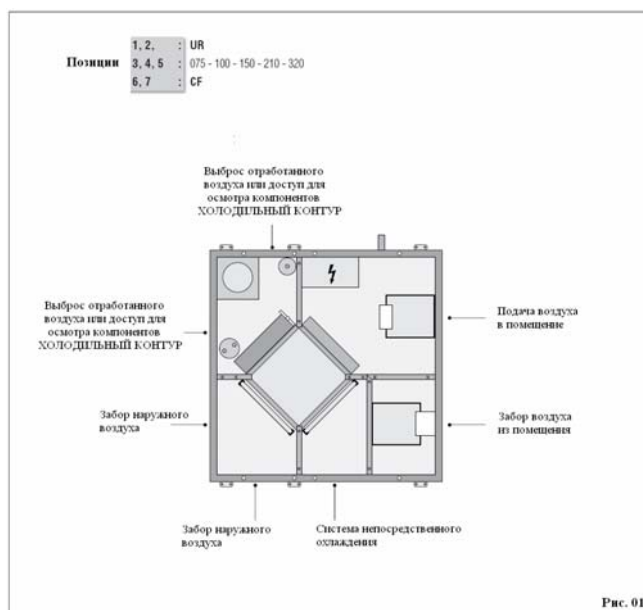 Позиции
1, 2, : UR
3, 4, 5 : 075 - 100 - 150 - 210 - 320
6, 7 : CF
Выброс отработанного
воздуха или доступ для
осмотра компонентов
ХОЛОДИЛЬНЫЙ КОНТУР
Выброс отработанного
воздуха или доступ для
осмотра компонентов
ХОЛОДИЛЬНЫЙ КОНТУР
Подача воздуха
в помещение
Забор наружного
воздуха
Забор воздуха
из помещения
Забор наружного
воздуха
Система непосредственного
охлаждения
Рис. 01